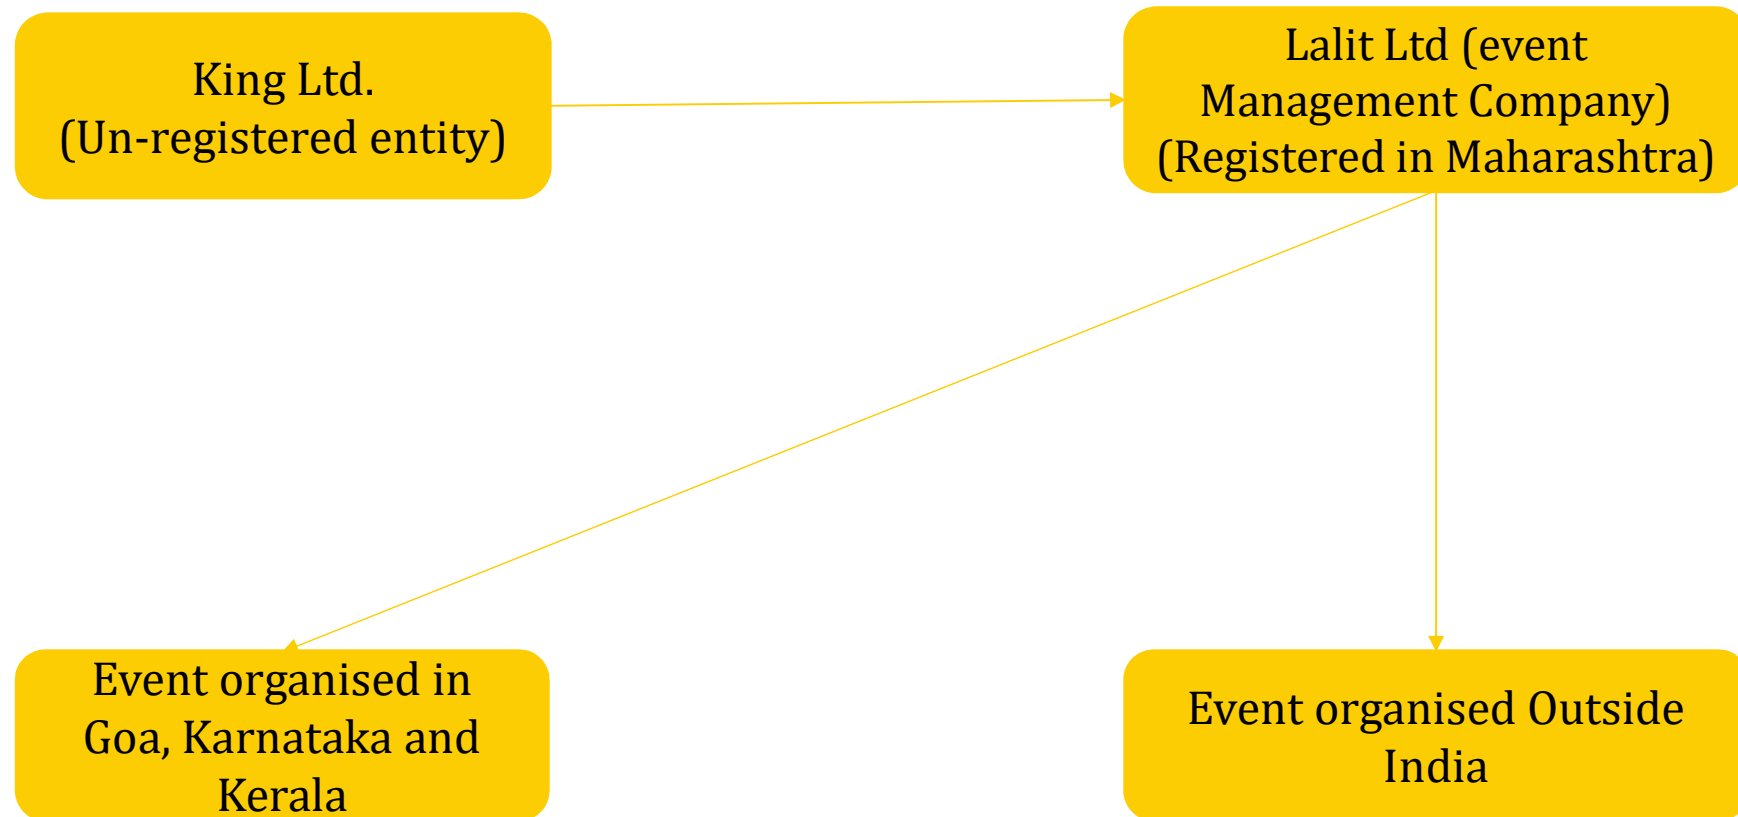 King Ltd.
(Un-registered entity)
Lalit Ltd (event
Management Company)
(Registered in Maharashtra)
Event organised in
Goa, Karnataka and
Kerala
Event organised Outside
India